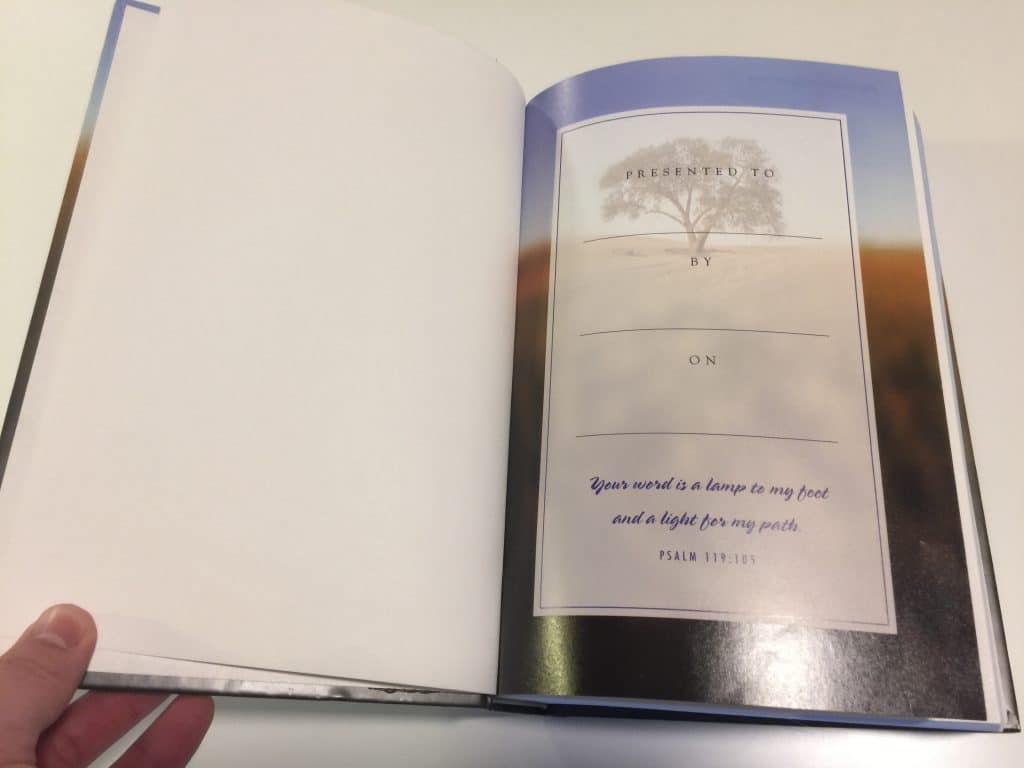 PRESENTED TO
BY
ON
Your word is a lamp to my feet
and a light for my path.
PSALM 119:105